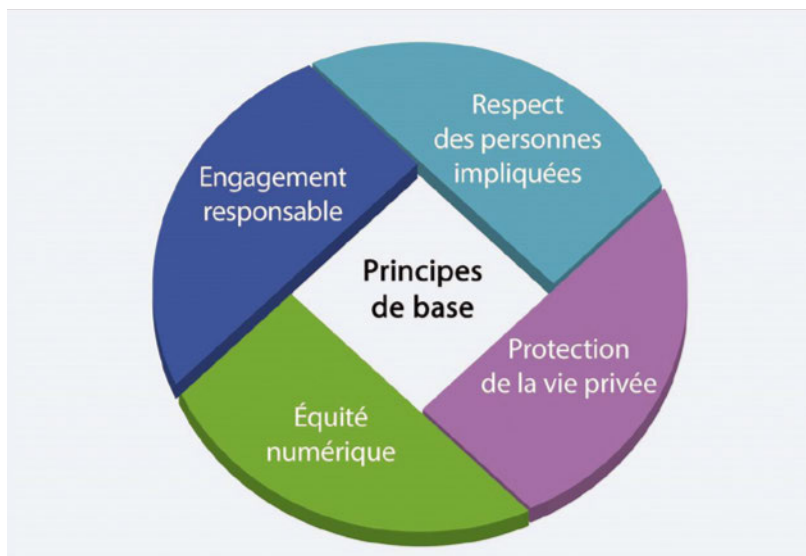 Respect
des personnes
impliquées
Engagement
responsable
Principes
de base
Protection
de la vie privée
Équité
numérique